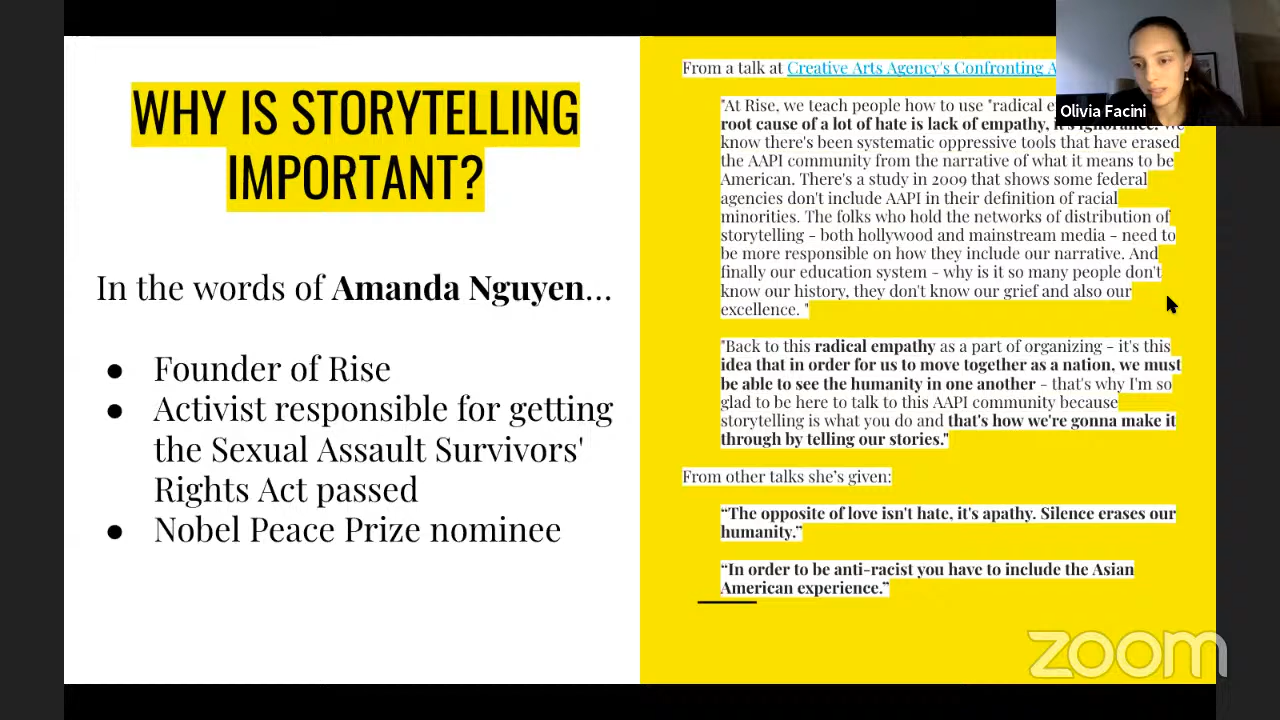 WHY IS STORYTELLING
IMPORTANT?
In the words of Amanda Nguyen...
● Founder of Rise
● Activist responsible for getting
the Sexual Assault Survivors'
Rights Act passed
● Nobel Peace Prize nominee
From a talk at Creative Arts Agency's Confronting A
"At Rise, we teach people how to use "radical e
root cause of a lot of hate is lack of empathy, it's ignorance. We
know there's been systematic oppressive tools that have erased
the AAPI community from the narrative of what it means to be
American. There's a study in 2009 that shows some federal
agencies don't include AAPI in their definition of racial
minorities. The folks who hold the networks of distribution of
storytelling - both hollywood and mainstream media - need to
be more responsible on how they include our narrative. And
finally our education system - why is it so many people don't
know our history, they don't know our grief and also our
excellence. "
"Back to this radical empathy as a part of organizing - it's this
idea that in order for us to move together as a nation, we must
be able to see the humanity in one another - that's why I'm so
glad to be here to talk to this AAPI community because
storytelling is what you do and that's how we're gonna make it
through by telling our stories."
From other talks she’s given:
“The opposite of love isn't hate, it's apathy. Silence erases our
humanity.”
“In order to be anti-racist you have to include the Asian
American experience.”
Olivia Facini
zoom